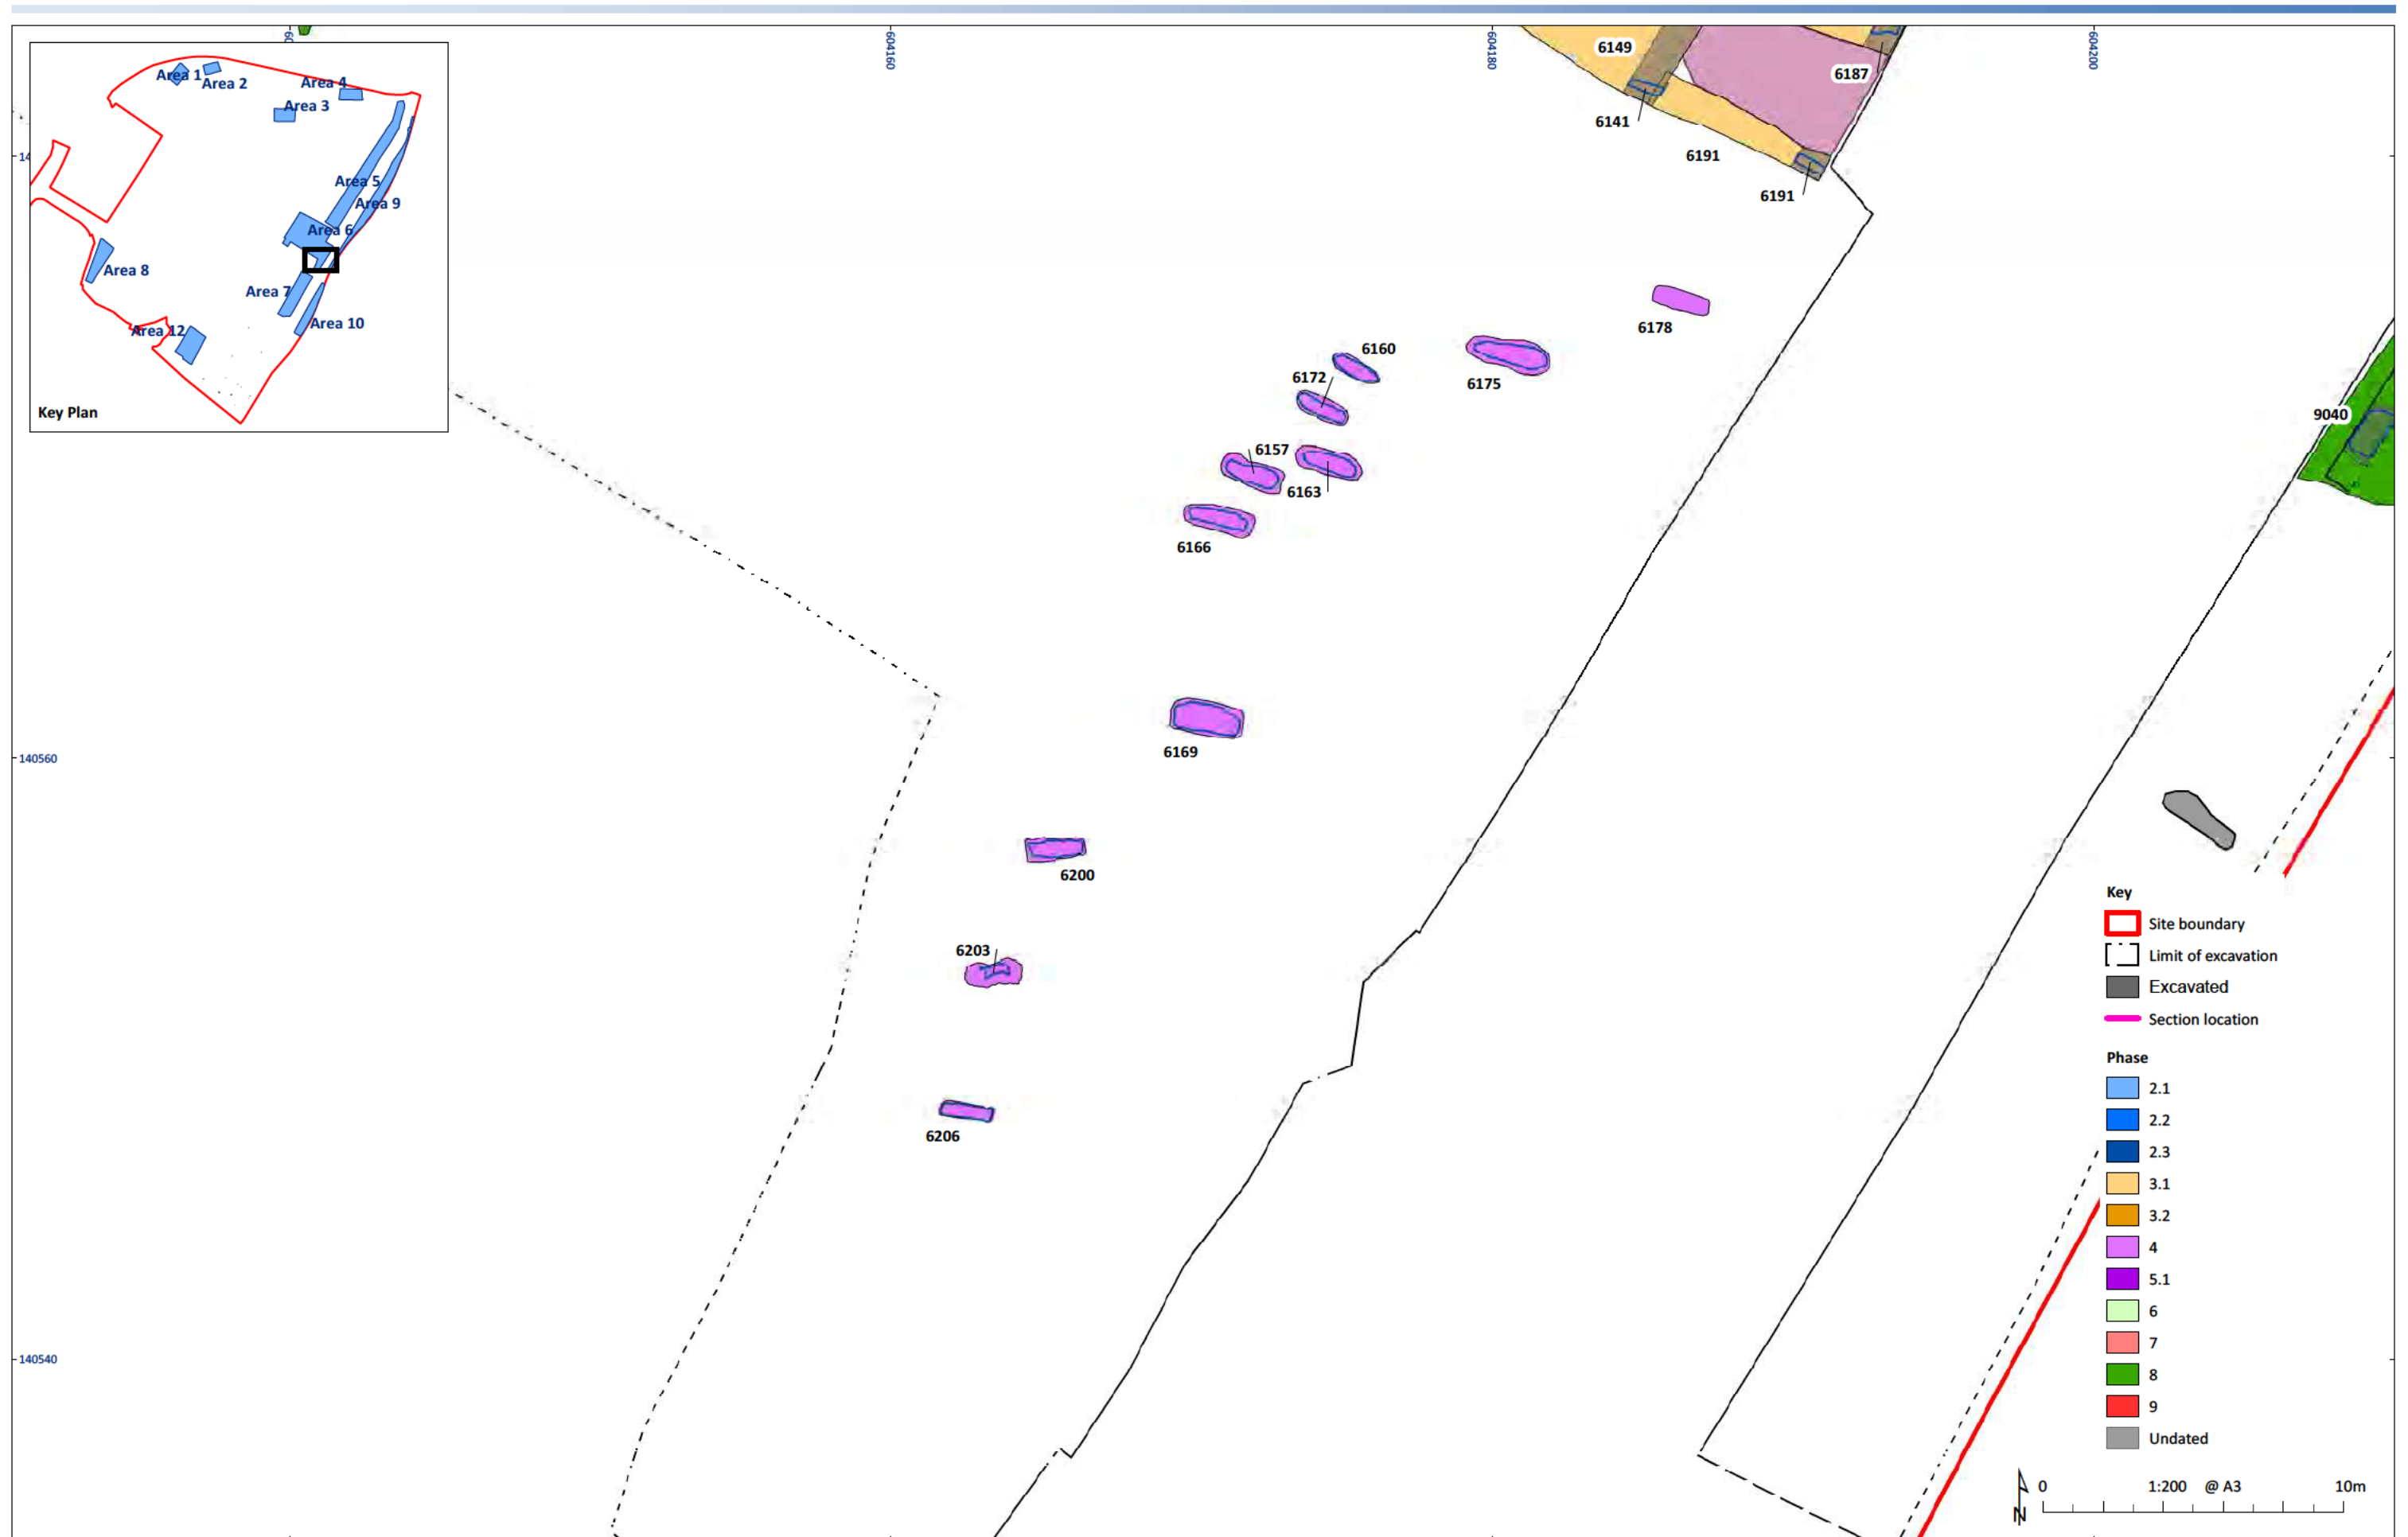 604160
604180
604200
Area 1
Area 2
Area 3
Area 4
Area 5
Area 9
Area 6
Area 8
Area 7
Area 10
Area 12
Key Plan
6149
6187
6141
6191
6191
6178
6160
6172
6175
6157
6163
6166
9040
6169
140560
6200
6203
6206
140540
Key
Site boundary
Limit of excavation
Excavated
Section location
Phase
2.1
2.2
2.3
3.1
3.2
4
5.1
6
7
8
9
Undated
N
0 1:200 @ A3 10m